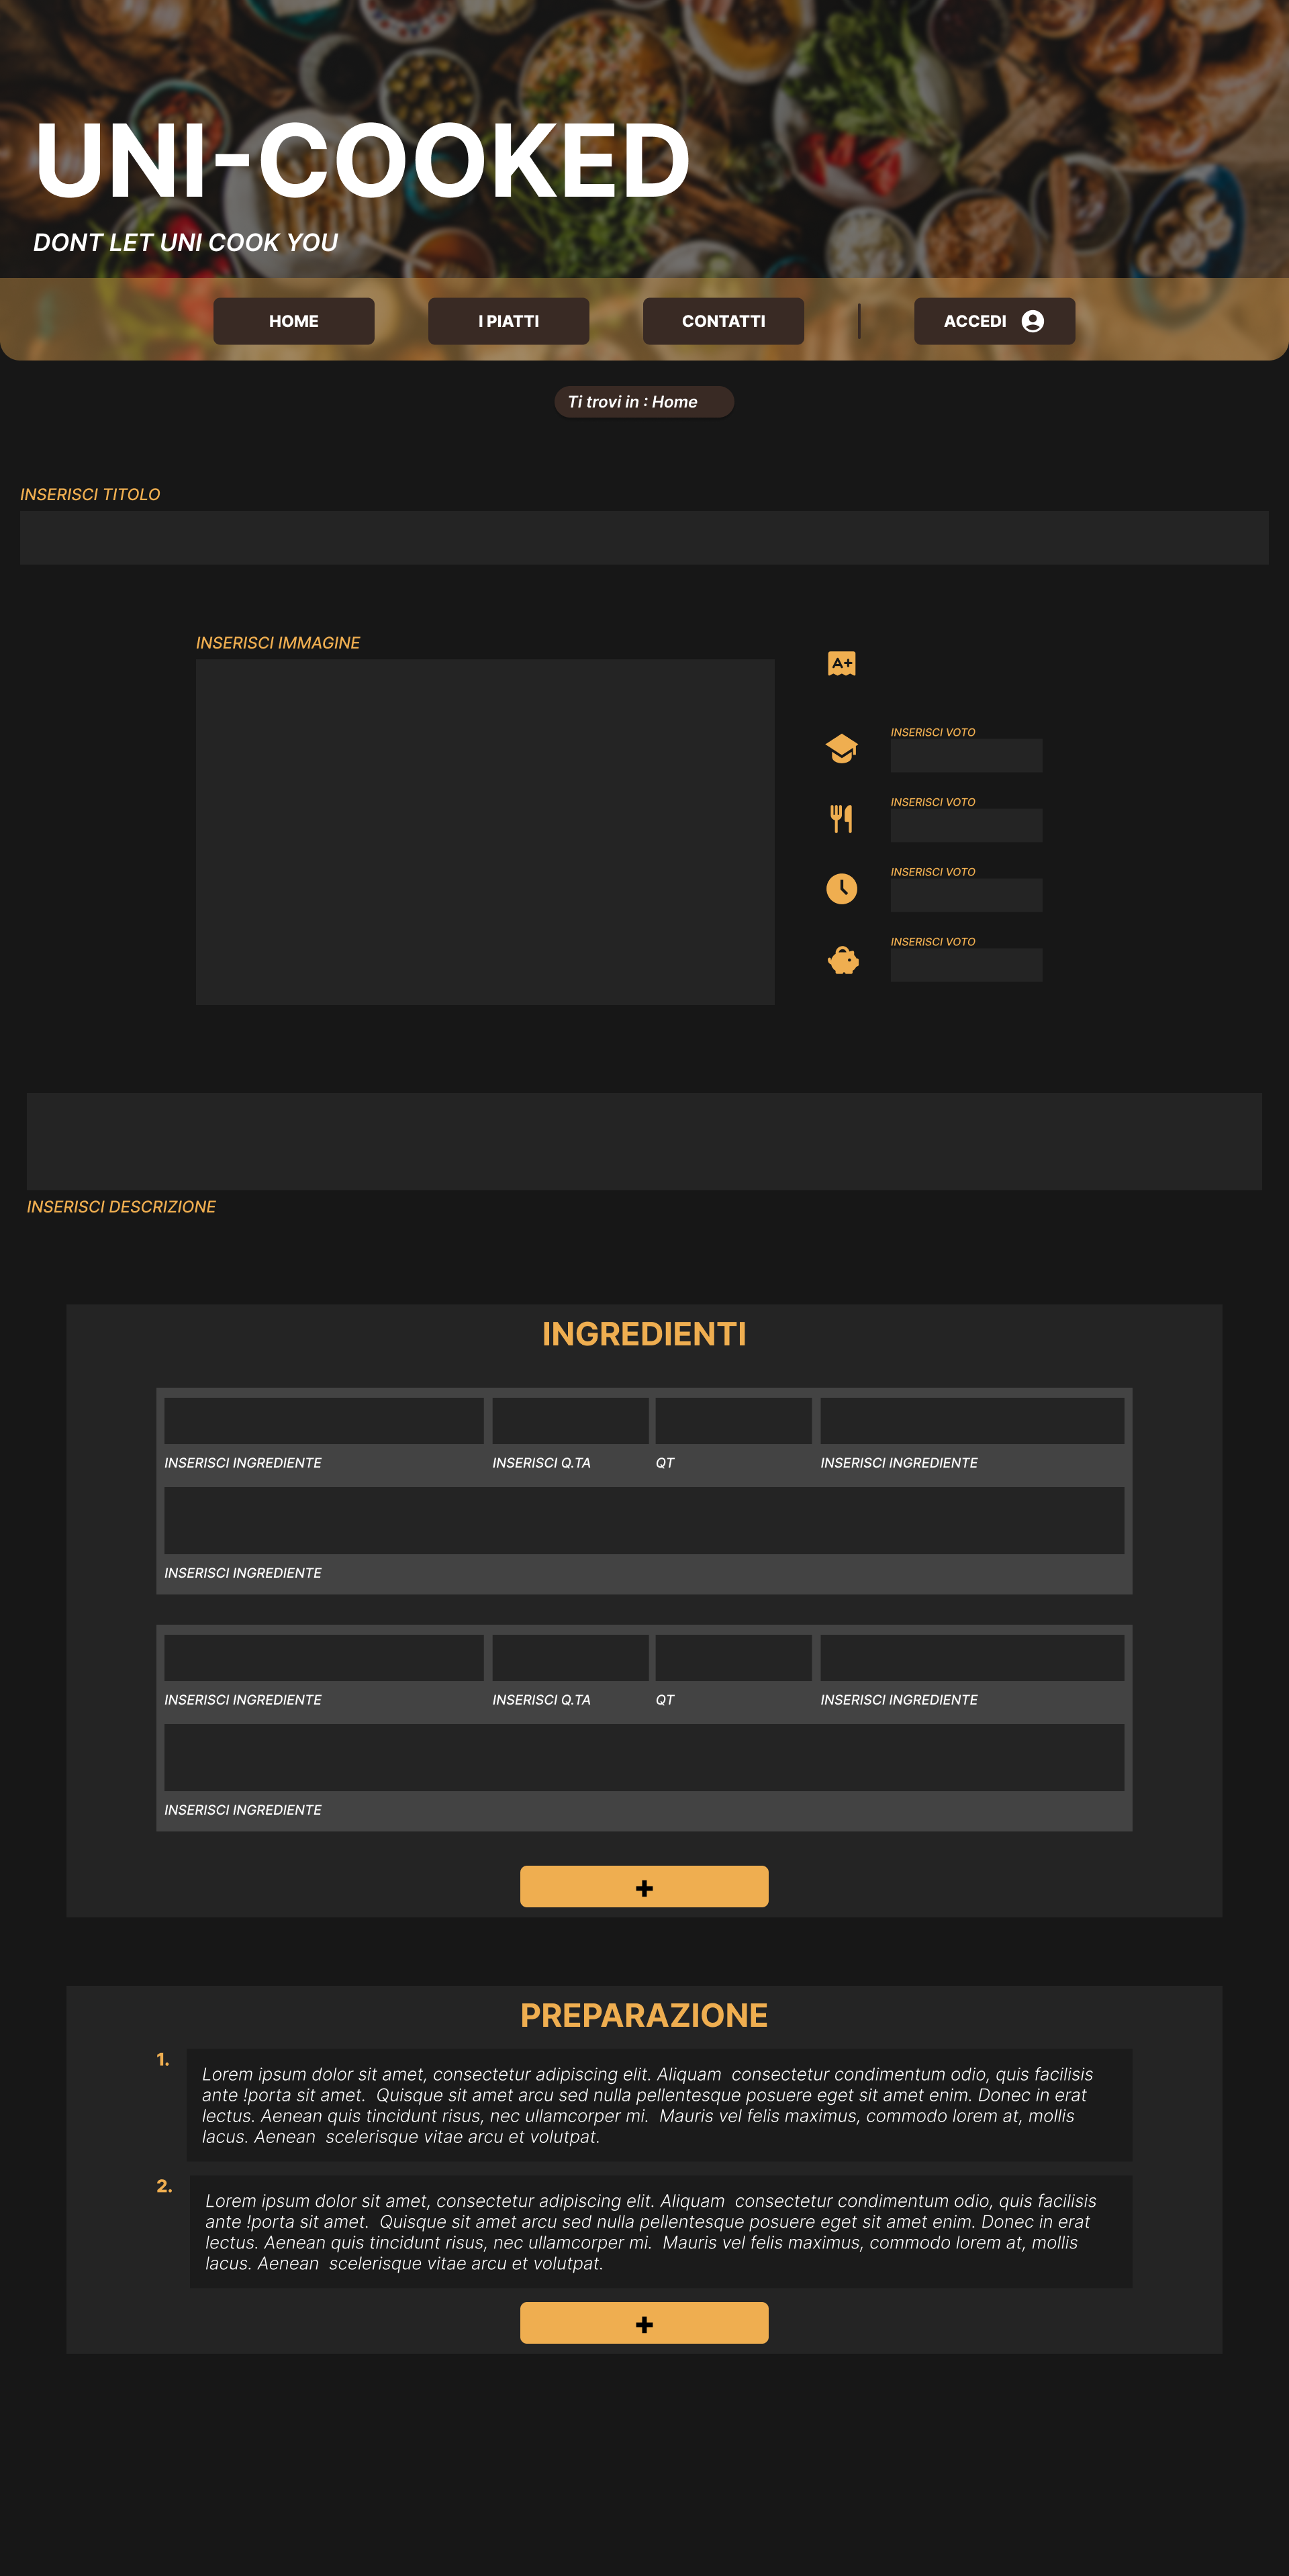 UNI-COOKED
DONT LET UNI COOK YOU
HOME
I PIATTI
CONTATTI
ACCEDI
Ti trovi in : Home
INSERISCI TITOLO
INSERISCI IMMAGINE
A+
INSERISCI VOTO
INSERISCI VOTO
INSERISCI VOTO
INSERISCI VOTO
INSERISCI DESCRIZIONE
INGREDIENTI
INSERISCI INGREDIENTE
INSERISCI Q.TA
QT
INSERISCI INGREDIENTE
INSERISCI INGREDIENTE
INSERISCI INGREDIENTE
INSERISCI Q.TA
QT
INSERISCI INGREDIENTE
INSERISCI INGREDIENTE
+
PREPARAZIONE
1.
Lorem ipsum dolor sit amet, consectetur adipiscing elit. Aliquam  consectetur condimentum odio, quis facilisis
ante !porta sit amet.  Quisque sit amet arcu sed nulla pellentesque posuere eget sit amet enim. Donec in erat
lectus. Aenean quis tincidunt risus, nec ullamcorper mi.  Mauris vel felis maximus, commodo lorem at, mollis
lacus. Aenean  scelerisque vitae arcu et volutpat.
2.
Lorem ipsum dolor sit amet, consectetur adipiscing elit. Aliquam  consectetur condimentum odio, quis facilisis
ante !porta sit amet.  Quisque sit amet arcu sed nulla pellentesque posuere eget sit amet enim. Donec in erat
lectus. Aenean quis tincidunt risus, nec ullamcorper mi.  Mauris vel felis maximus, commodo lorem at, mollis
lacus. Aenean  scelerisque vitae arcu et volutpat.
+